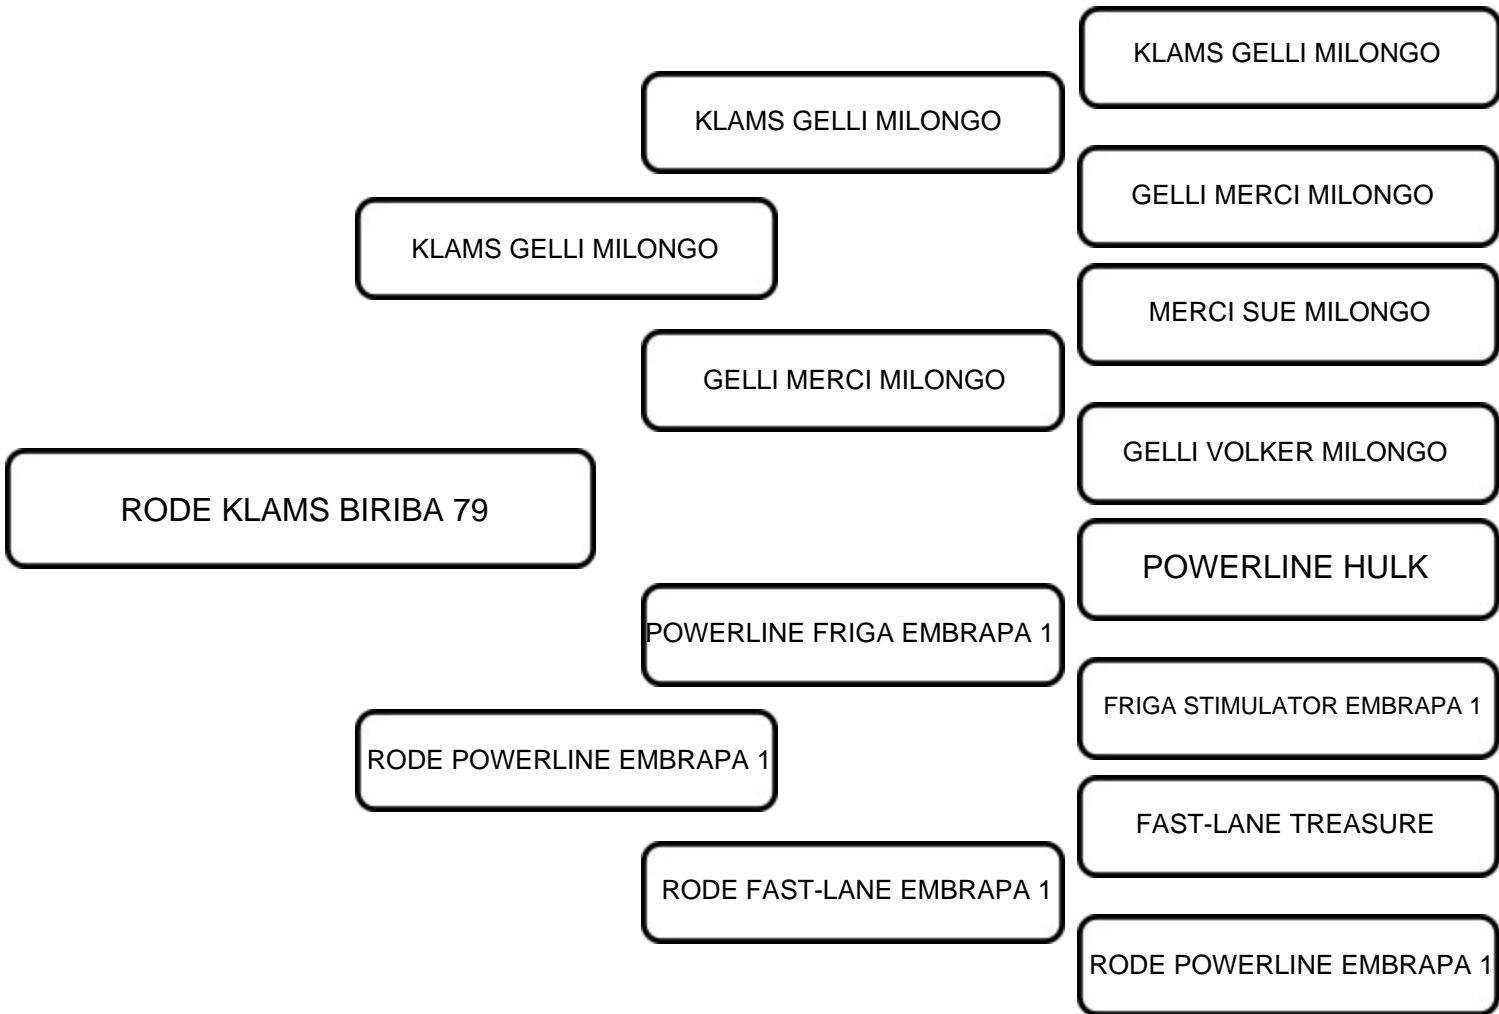 KLAMS GELLI MILONGO
KLAMS GELLI MILONGO
GELLI MERCI MILONGO
KLAMS GELLI MILONGO
MERCI SUE MILONGO
GELLI MERCI MILONGO
GELLI VOLKER MILONGO
RODE KLAMS BIRIBA 79
POWERLINE HULK
POWERLINE FRIGA EMBRAPA 1
FRIGA STIMULATOR EMBRAPA 1
RODE POWERLINE EMBRAPA 1
FAST-LANE TREASURE
RODE FAST-LANE EMBRAPA 1
RODE POWERLINE EMBRAPA 1